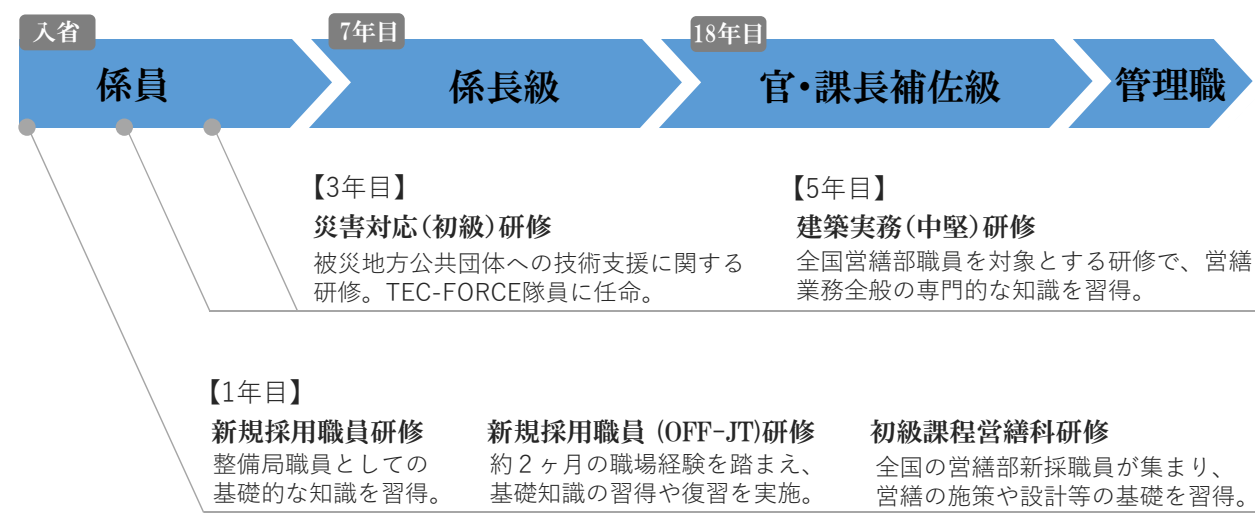 入省
7年目
18年目
係員
係長級
官・課長補佐級
管理職
【3年目】
災害対応(初級)研修
被災地方公共団体への技術支援に関する
研修。TEC-FORCE隊員に任命。
【5年目】
建築実務(中堅)研修
全国営繕部職員を対象とする研修で、営繕
業務全般の専門的な知識を習得。
【1年目】
新規採用職員研修
整備局職員としての
基礎的な知識を習得。
新規採用職員 (OFF-JT)研修
約２ヶ月の職場経験を踏まえ、
基礎知識の習得や復習を実施。
初級課程営繕科研修
全国の営繕部新採職員が集まり、
営繕の施策や設計等の基礎を習得。